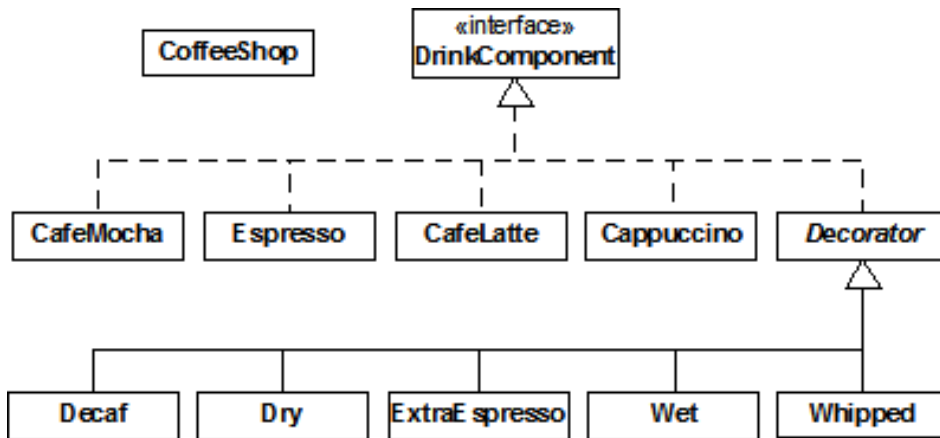 «interface»
CoffeeShop
DrinkComponent
CafeMocha
Espresso
CafeLatte
Cappuccino
Decorator
Decaf
Dry
ExtraEspresso
Wet
Whipped